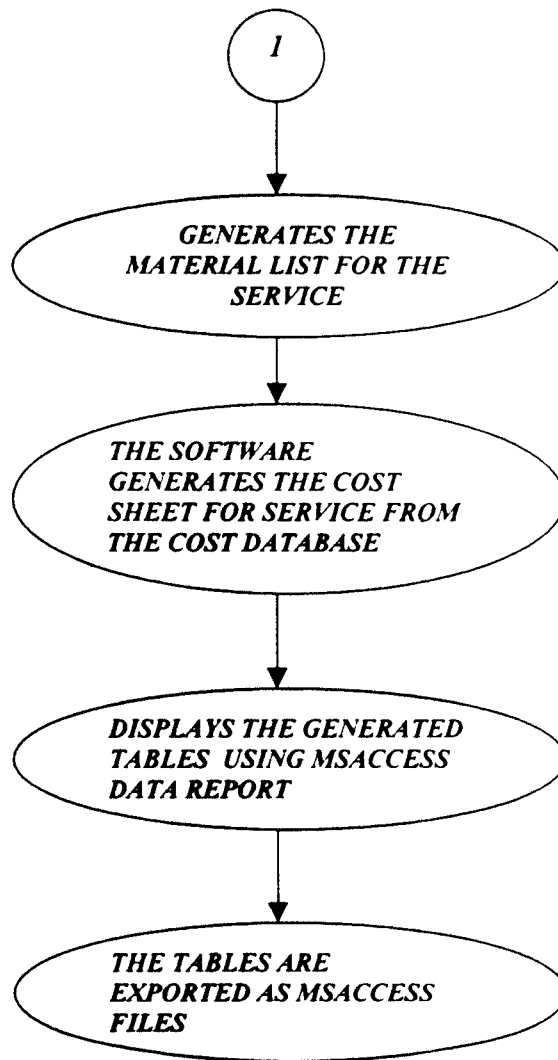 1
GENERATES THE
MATERIAL LIST FOR THE
SERVICE
THE SOFTWARE
GENERATES THE COST
SHEET FOR SERVICE FROM
THE COST DATABASE
DISPLAYS THE GENERATED
TABLES USING MSACCESS
DATA REPORT
THE TABLES ARE
EXPORTED AS MSACCESS
FILES